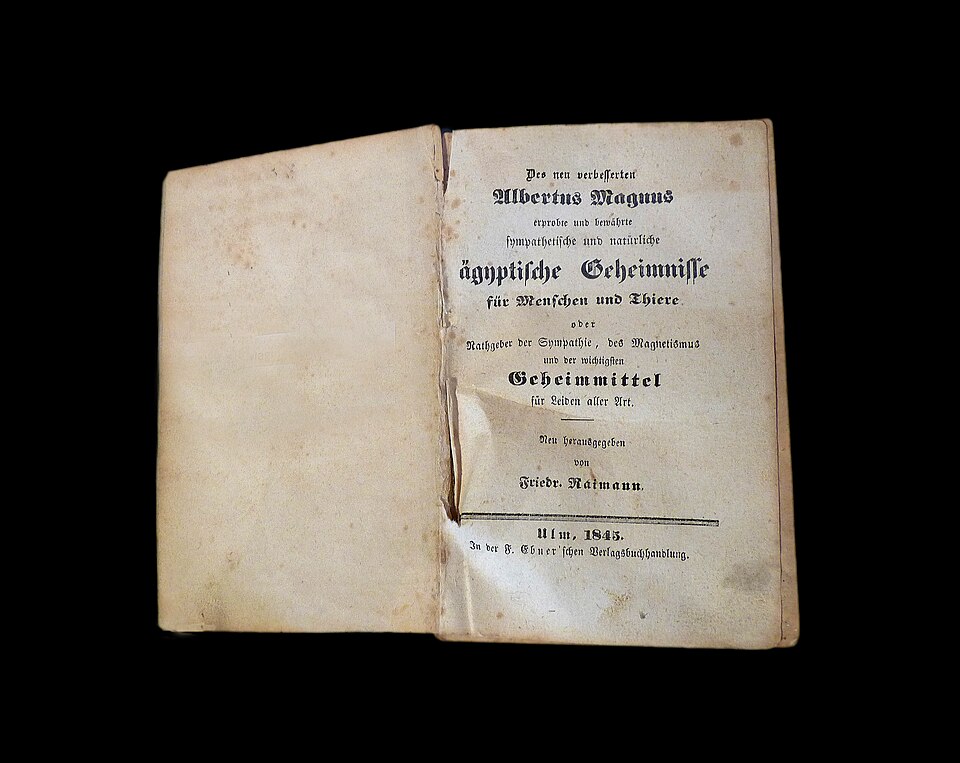 Des neu verbesserten
Albertus Magnus
erprobte und bewährte
sympathetische und natürliche
ägyptische Geheimnisse
für Menschen und Thiere
oder
Rathgeber der Sympathie, des Magnetismus
und der wichtigsten
Geheimmittel
für Leiden aller Art.
Neu herausgegeben
von
Friedr. Raimann.
Ulm, 1845.
In der F. Ebner'schen Verlagsbuchhandlung.